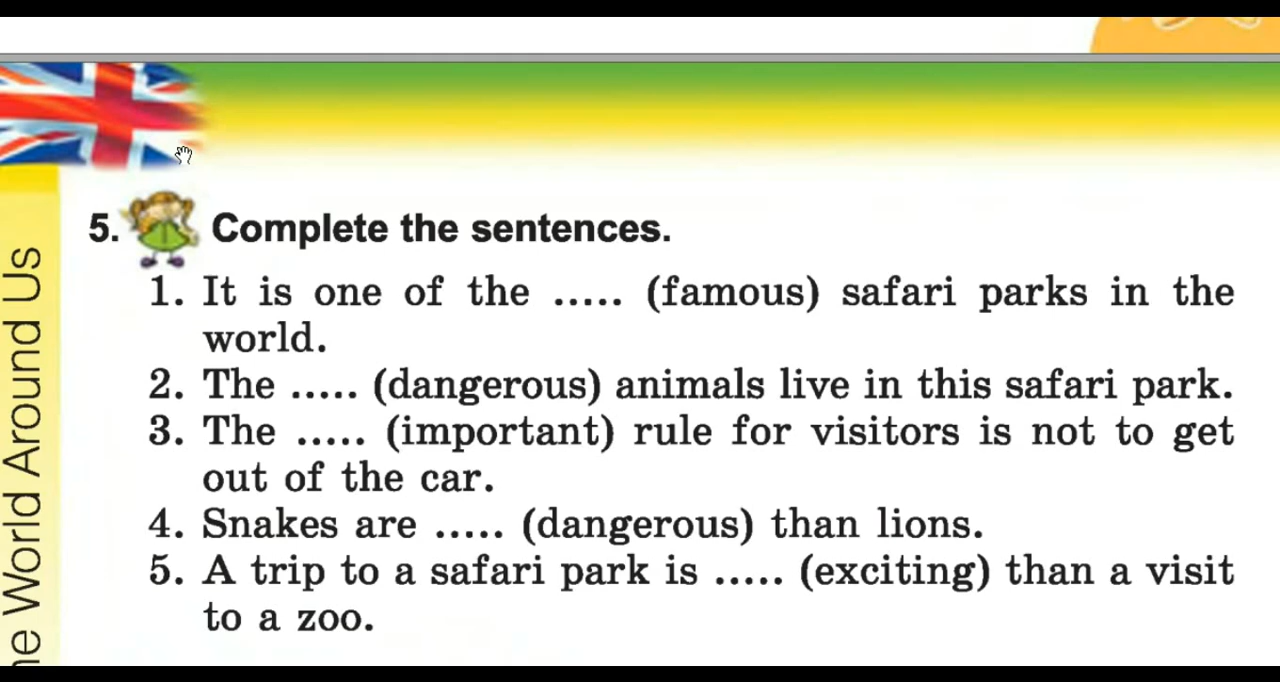 5. Complete the sentences.
1. It is one of the ..... (famous) safari parks in the
world.
2. The ..... (dangerous) animals live in this safari park.
3. The ..... (important) rule for visitors is not to get
out of the car.
4. Snakes are ..... (dangerous) than lions.
5. A trip to a safari park is ..... (exciting) than a visit
to a zoo.
World Around Us